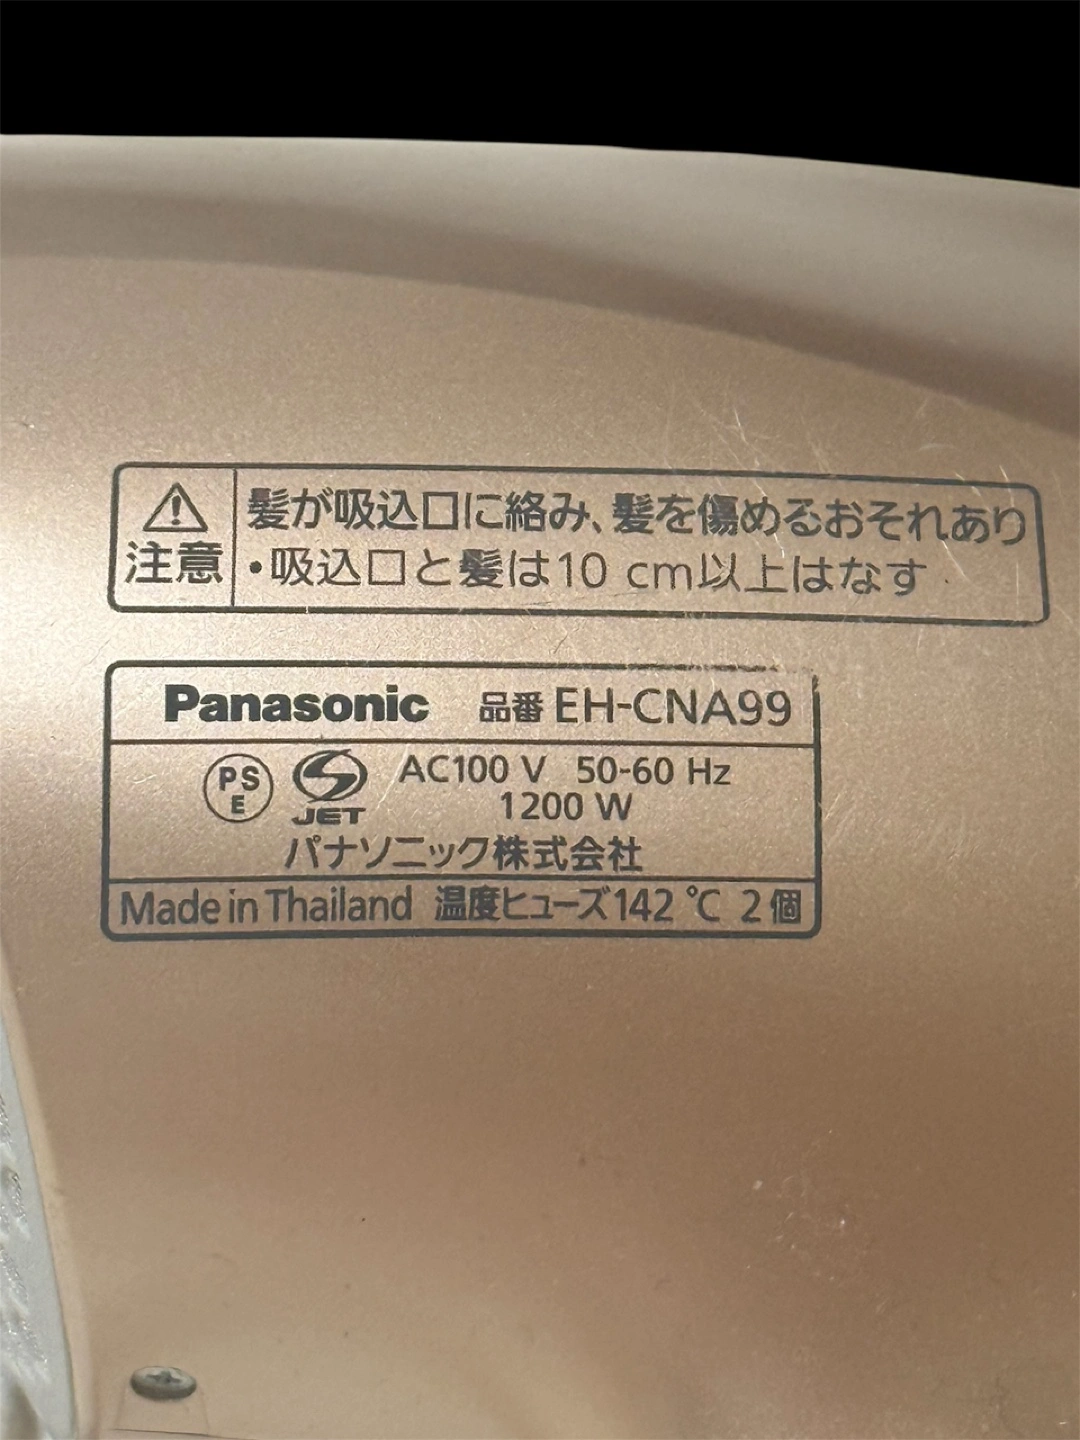 注意
髪が吸込口に絡み、髪を傷めるおそれあり
・吸込口と髪は10 cm以上はなす
Panasonic 品番 EH-CNA99
PS
E
JET
AC100 V 50-60 Hz
1200 W
パナソニック株式会社
Made in Thailand 温度ヒューズ142 ℃ 2個